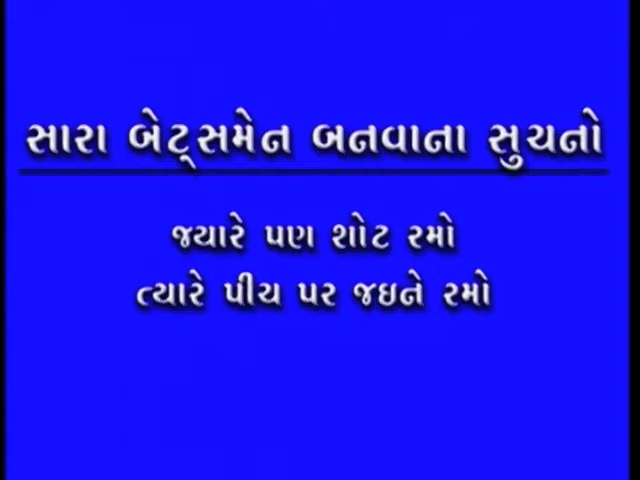 સારા બેટ્સમેન બનવાના સુચનો
જ્યારે પણ શોટ રમો
ત્યારે પીચ પર જઇને રમો